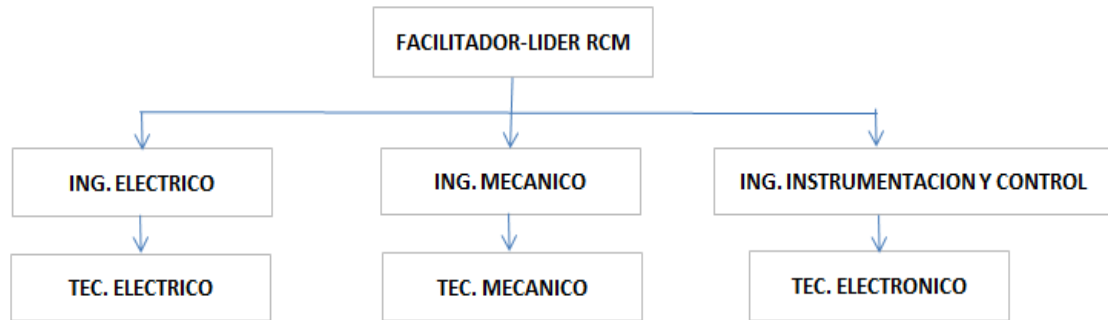 FACILITADOR-LIDER RCM
ING. ELECTRICO
ING. MECANICO
ING. INSTRUMENTACION Y CONTROL
TEC. ELECTRICO
TEC. MECANICO
TEC. ELECTRONICO